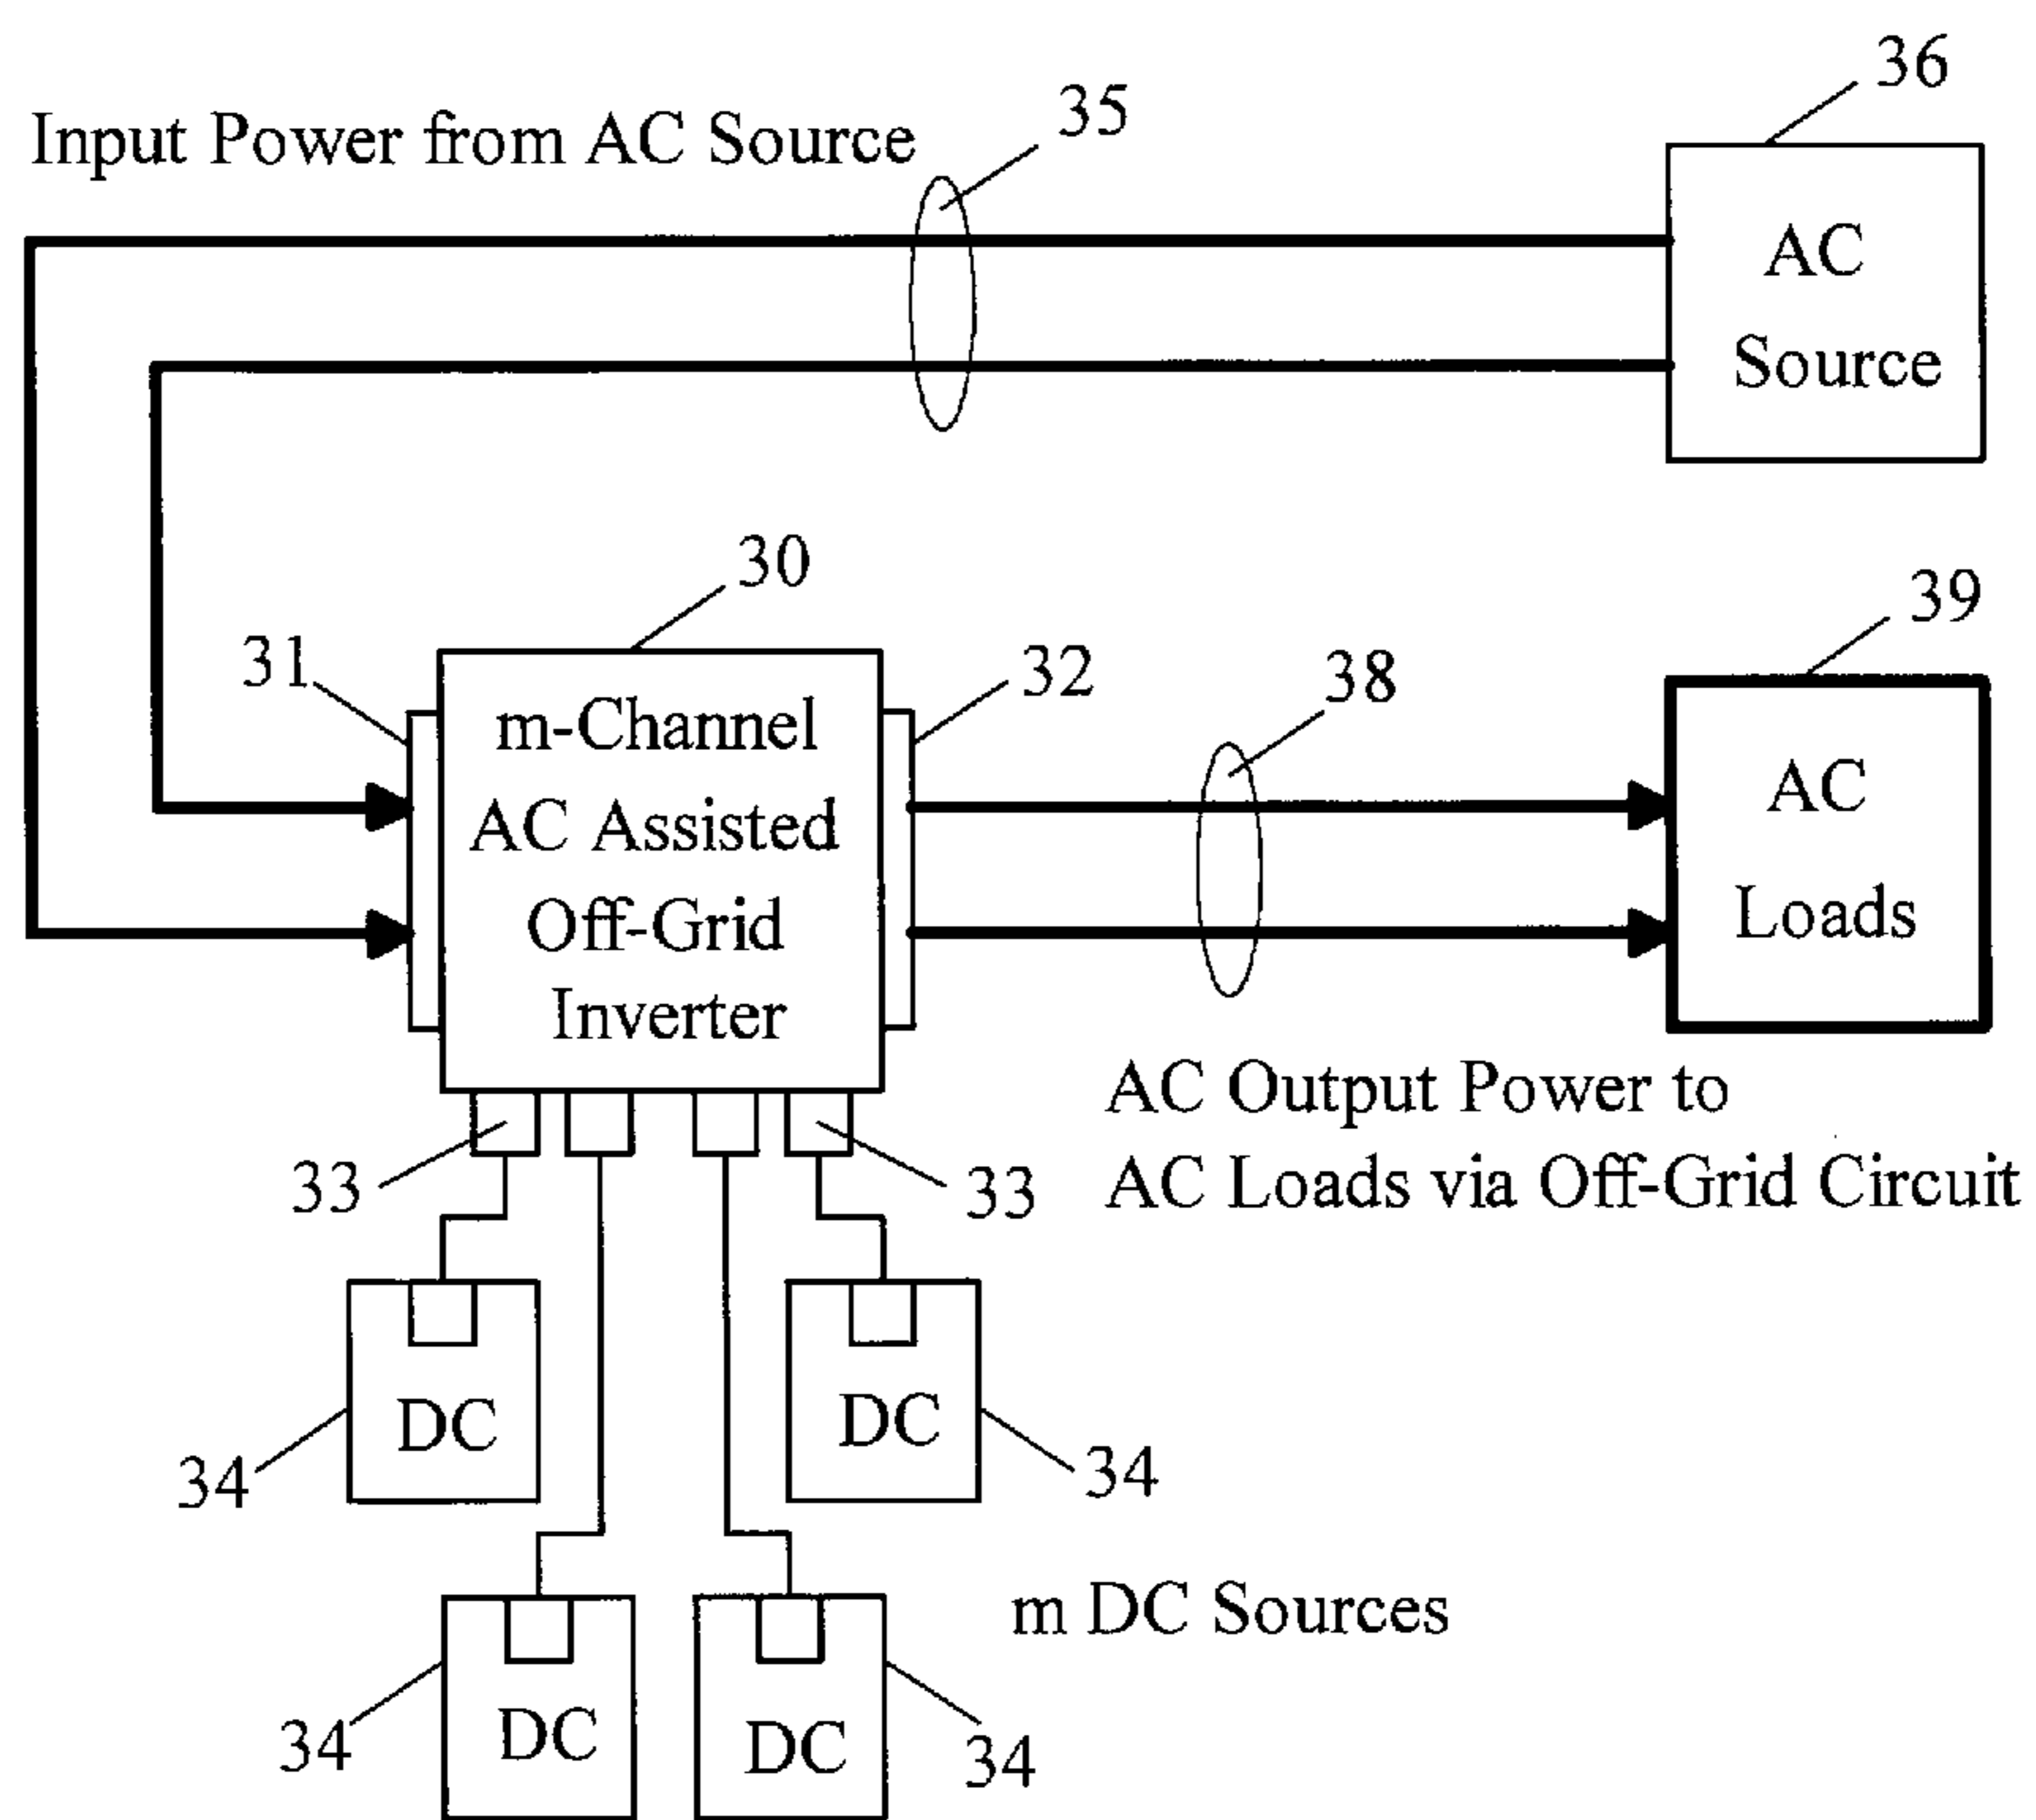 36
35
Input Power from AC Source
AC
Source
30
39
31
32
38
m-Channel
AC Assisted
Off-Grid
Inverter
AC
Loads
AC Output Power to
AC Loads via Off-Grid Circuit
33
33
DC
DC
34
34
m DC Sources
DC
DC
34
34